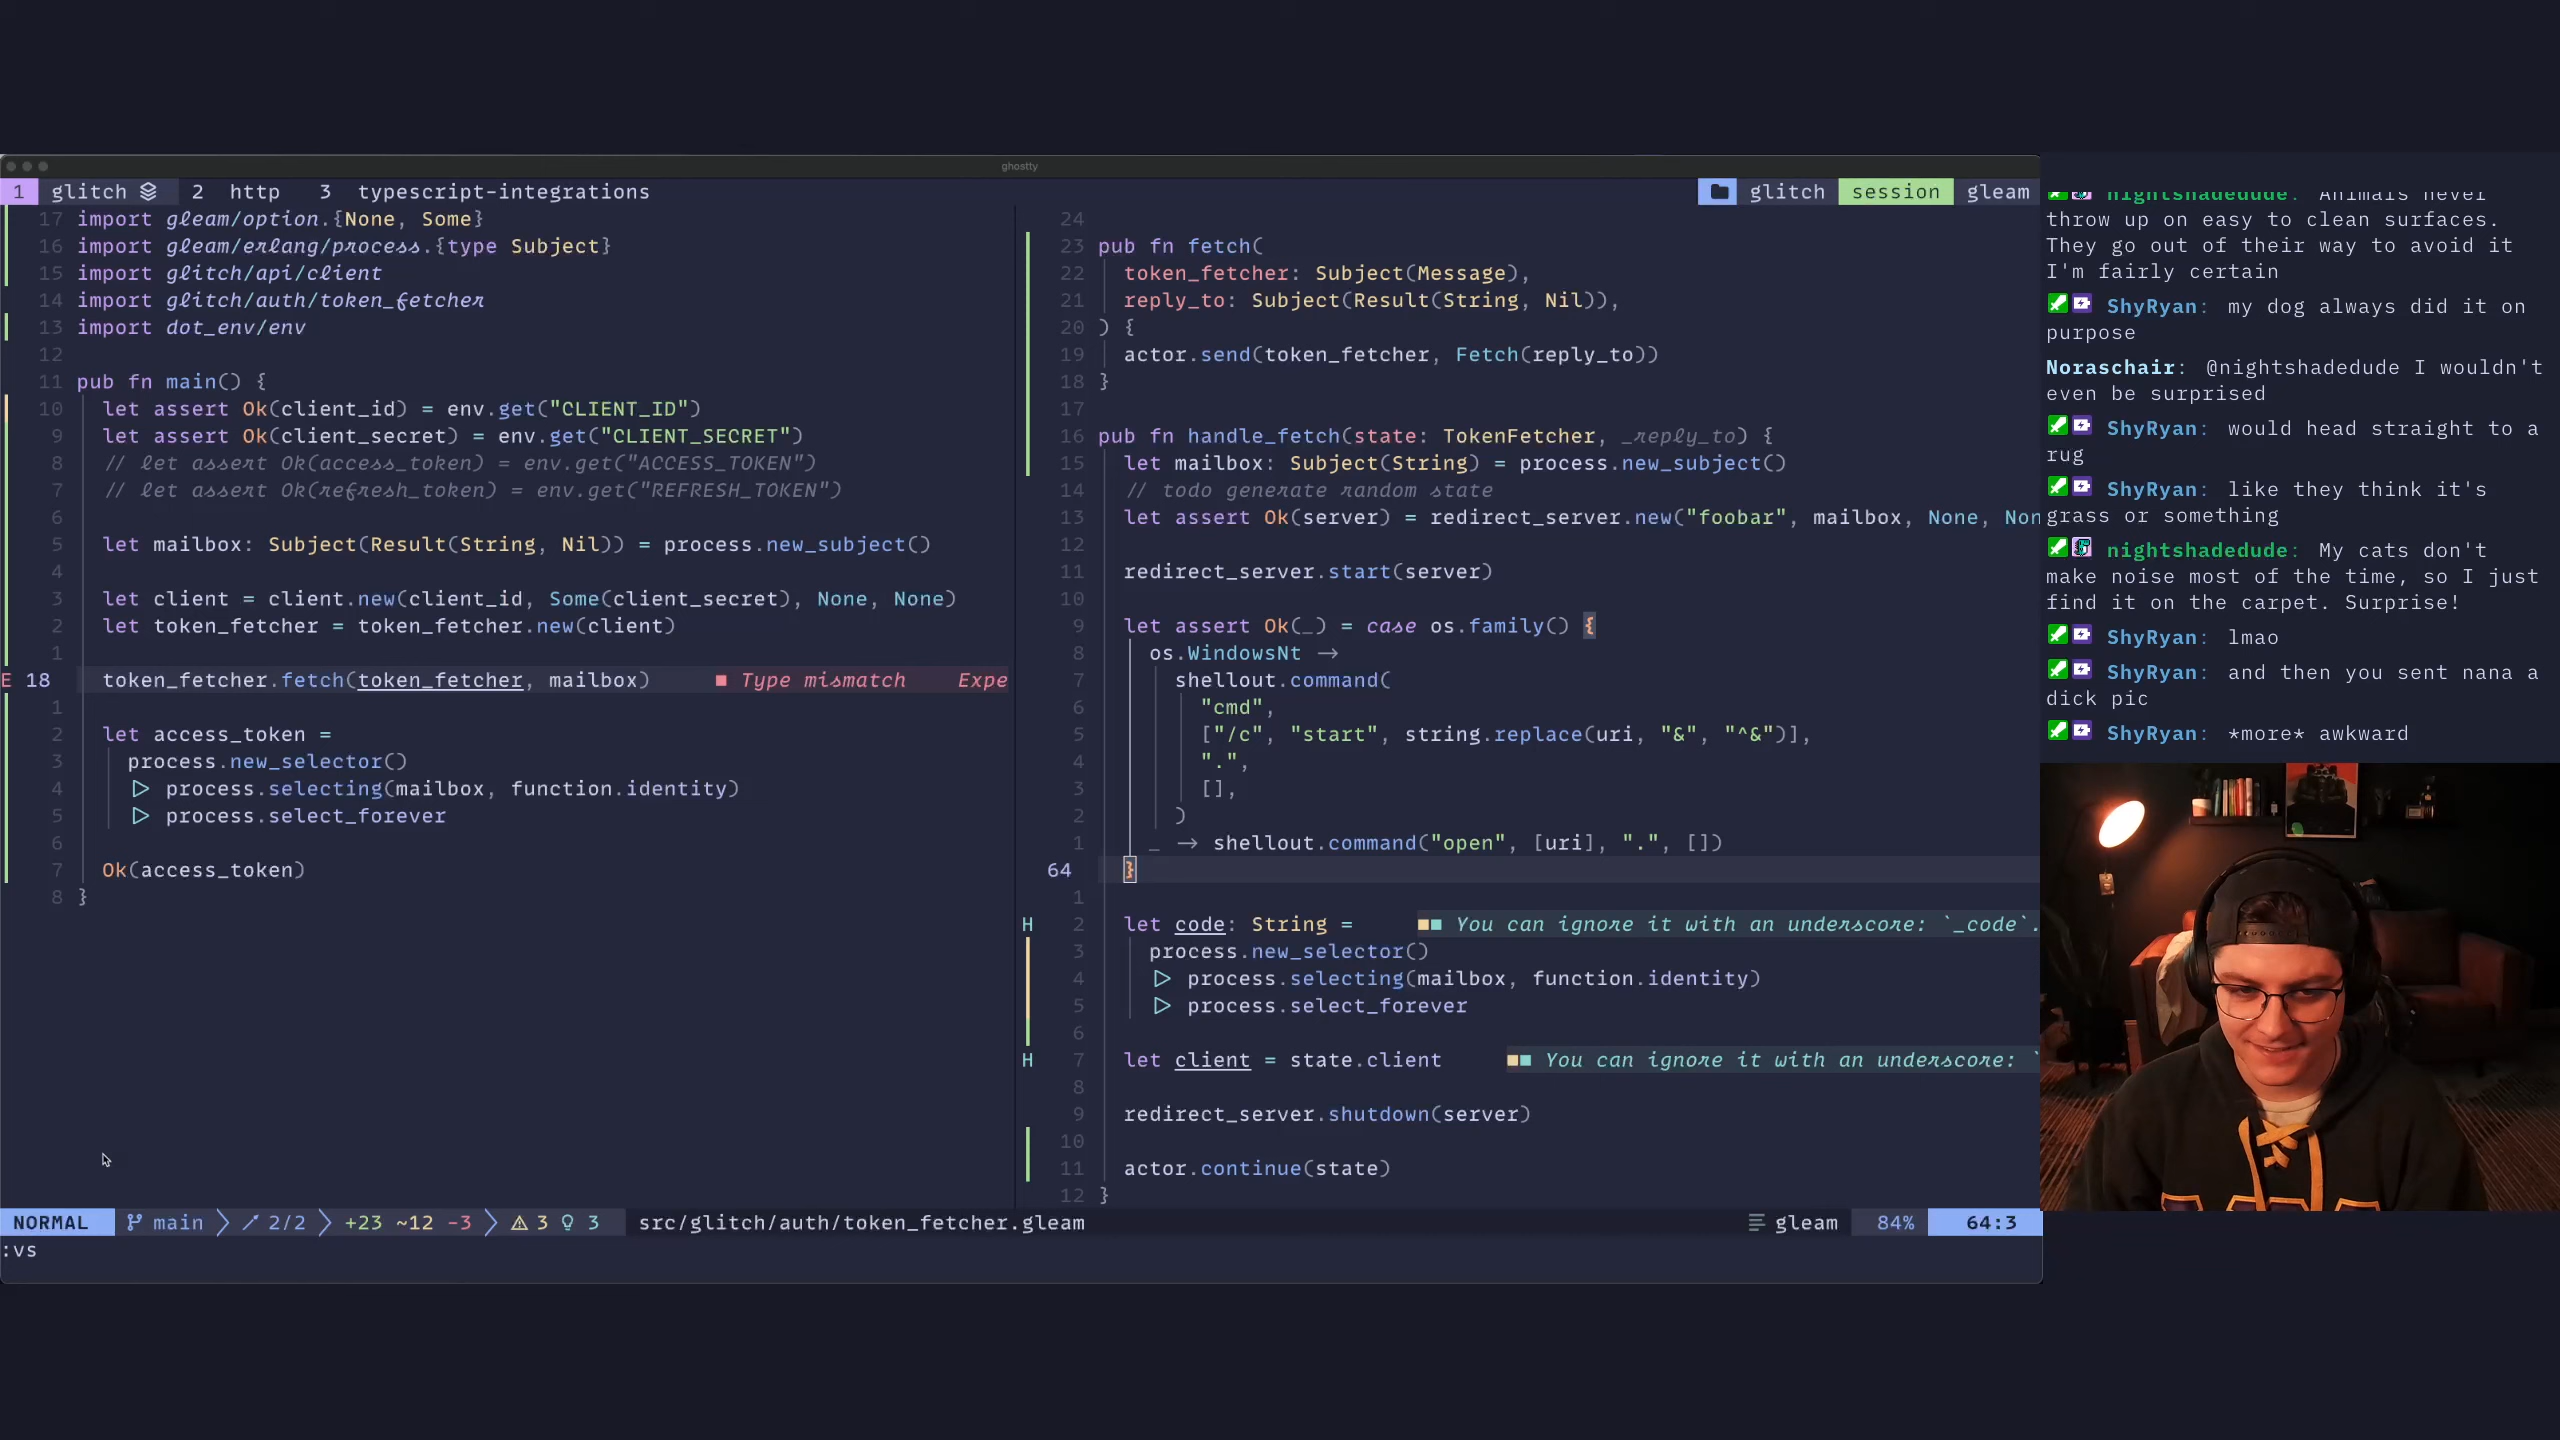 ghostty
1 glitch 2 http 3 typescript-integrations glitch session gleam
17 import gleam/option.{None, Some}
16 import gleam/erlang/process.{type Subject}
15 import glitch/api/client
14 import glitch/auth/token_fetcher
13 import dot_env/env
12
11 pub fn main() {
10 let assert Ok(client_id) = env.get("CLIENT_ID")
9 let assert Ok(client_secret) = env.get("CLIENT_SECRET")
8 // let assert Ok(access_token) = env.get("ACCESS_TOKEN")
7 // let assert Ok(refresh_token) = env.get("REFRESH_TOKEN")
6
5 let mailbox: Subject(Result(String, Nil)) = process.new_subject()
4
3 let client = client.new(client_id, Some(client_secret), None, None)
2 let token_fetcher = token_fetcher.new(client)
1
E 18 token_fetcher.fetch(token_fetcher, mailbox) ■ Type mismatch Expe
1
2 let access_token =
3 process.new_selector()
4 |> process.selecting(mailbox, function.identity)
5 |> process.select_forever
6
7 Ok(access_token)
8 }
24
23 pub fn fetch(
22 token_fetcher: Subject(Message),
21 reply_to: Subject(Result(String, Nil)),
20 ) {
19 actor.send(token_fetcher, Fetch(reply_to))
18 }
17
16 pub fn handle_fetch(state: TokenFetcher, _reply_to) {
15 let mailbox: Subject(String) = process.new_subject()
14 // todo generate random state
13 let assert Ok(server) = redirect_server.new("foobar", mailbox, None, Non
12
11 redirect_server.start(server)
10
9 let assert Ok(_) = case os.family() {
8 os.WindowsNt ->
7 shellout.command(
6 "cmd",
5 ["/c", "start", string.replace(uri, "&", "^&")],
4 ".",
3 [],
2 )
1 _ -> shellout.command("open", [uri], ".", [])
64 }
1
H 2 let code: String = ■■ You can ignore it with an underscore: `_code`.
3 process.new_selector()
4 |> process.selecting(mailbox, function.identity)
5 |> process.select_forever
6
H 7 let client = state.client ■■ You can ignore it with an underscore: `
8
9 redirect_server.shutdown(server)
10
11 actor.continue(state)
12 }
NORMAL main 2/2 +23 ~12 -3 3 3 src/glitch/auth/token_fetcher.gleam gleam 84% 64:3
:vs
nightshadedude: Animals never
throw up on easy to clean surfaces.
They go out of their way to avoid it
I'm fairly certain
ShyRyan: my dog always did it on
purpose
Noraschair: @nightshadedude I wouldn't
even be surprised
ShyRyan: would head straight to a
rug
ShyRyan: like they think it's
grass or something
nightshadedude: My cats don't
make noise most of the time, so I just
find it on the carpet. Surprise!
ShyRyan: lmao
ShyRyan: and then you sent nana a
dick pic
ShyRyan: *more* awkward